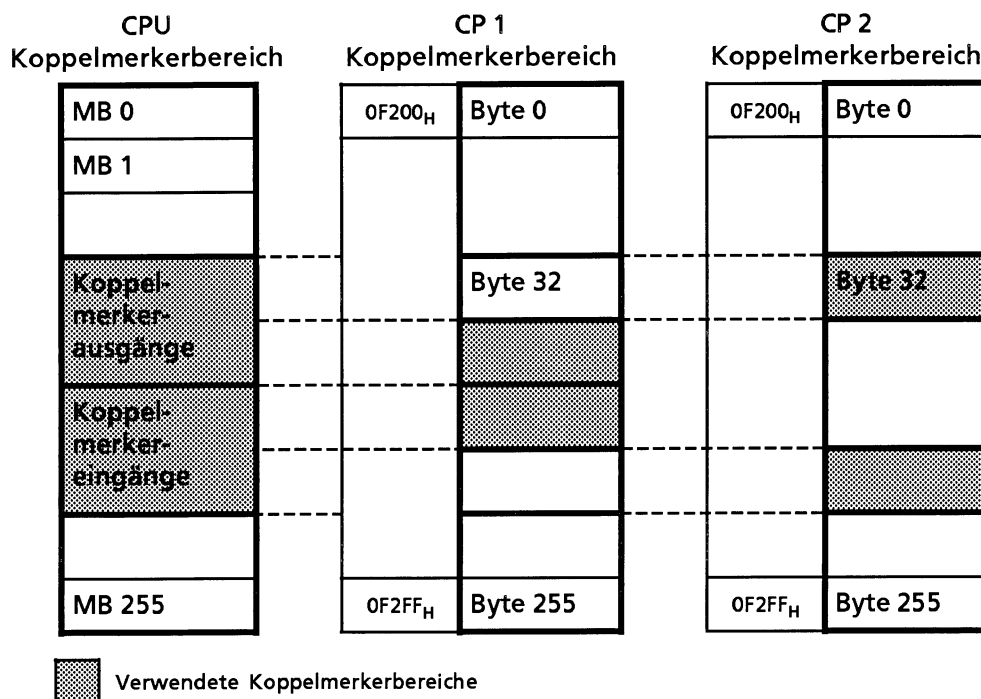 CPU
Koppelmerkerbereich
CP 1
Koppelmerkerbereich
CP 2
Koppelmerkerbereich
MB 0
MB 1
Koppel-
merker-
ausgänge
Koppel-
merker-
eingänge
MB 255
0F200H
Byte 0
Byte 32
0F2FFH
Byte 255
0F200H
Byte 0
Byte 32
0F2FFH
Byte 255
Verwendete Koppelmerkerbereiche